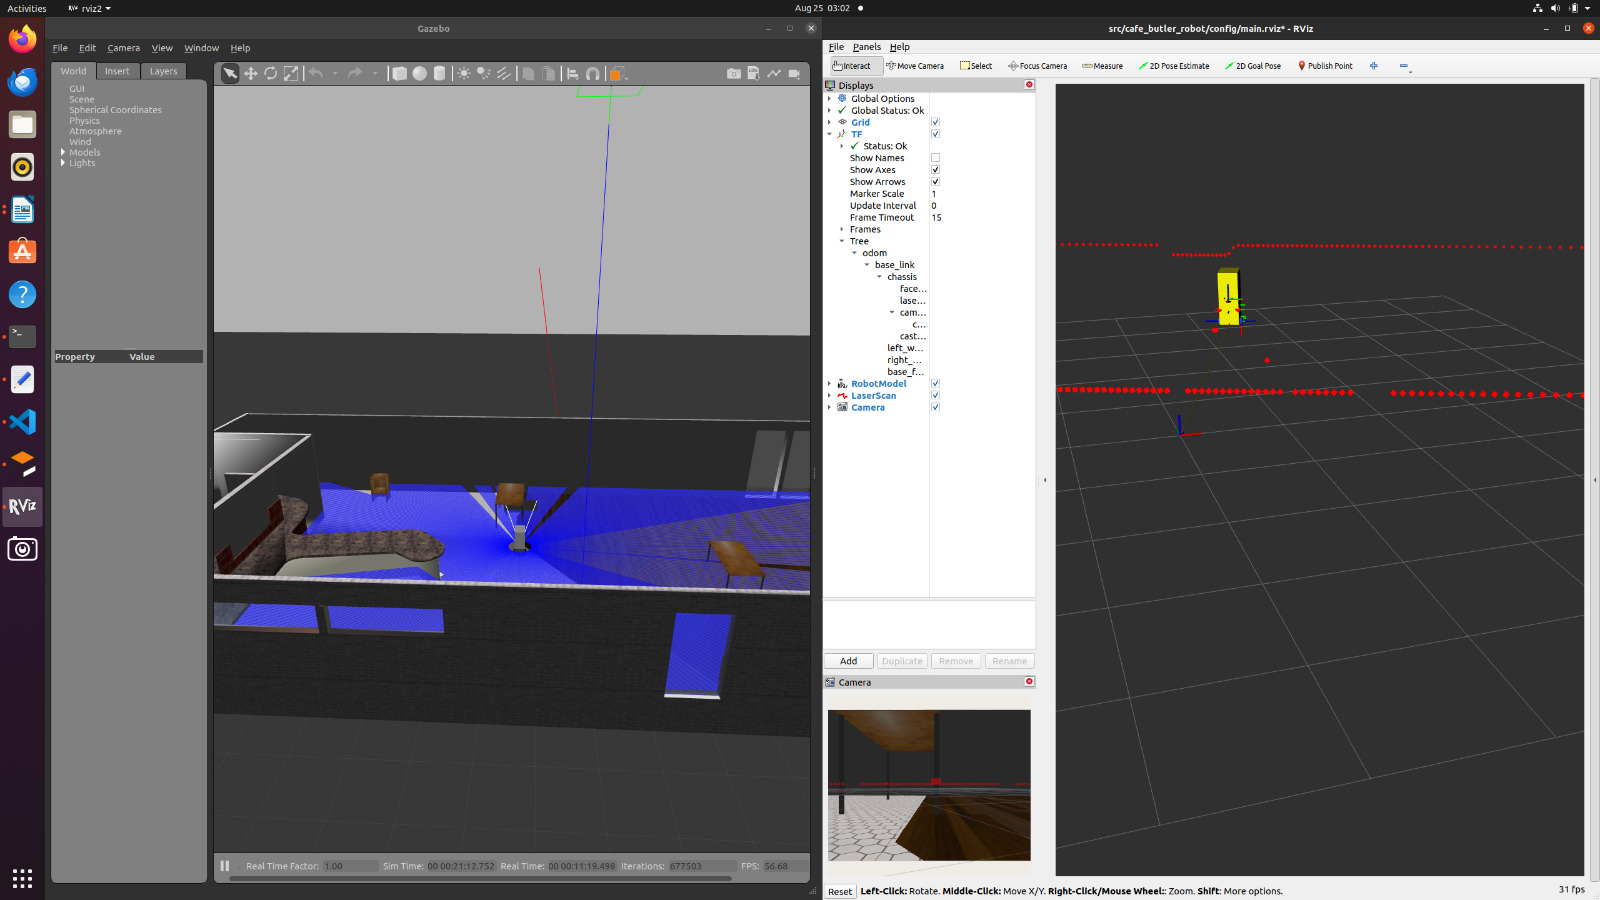 Activities
rviz2
Aug 25 03:02
Gazebo
File Edit Camera View Window Help
World Insert Layers
GUI
Scene
Spherical Coordinates
Physics
Atmosphere
Wind
Models
Lights
Property Value
Real Time Factor: 1.00 Sim Time: 00 00:21:12.752 Real Time: 00 00:11:19.498 Iterations: 677503 FPS: 56.68
src/cafe_butler_robot/config/main.rviz* - RViz
File Panels Help
Interact Move Camera Select Focus Camera Measure 2D Pose Estimate 2D Goal Pose Publish Point
Displays
Global Options
Global Status: Ok
Grid
TF
Status: Ok
Show Names
Show Axes
Show Arrows
Marker Scale 1
Update Interval 0
Frame Timeout 15
Frames
Tree
odom
base_link
chassis
face...
lase...
cam...
c...
cast...
left_w...
right_...
base_f...
RobotModel
LaserScan
Camera
Add Duplicate Remove Rename
Camera
Reset Left-Click: Rotate. Middle-Click: Move X/Y. Right-Click/Mouse Wheel:: Zoom. Shift: More options.
31 fps
RViz